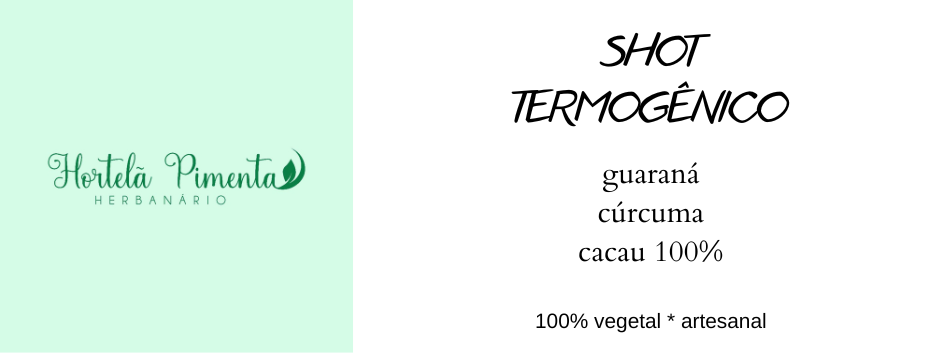 Hortelã Pimenta
HERBANÁRIO
SHOT
TERMOGÊNICO
guaraná
cúrcuma
cacau 100%
100% vegetal * artesanal